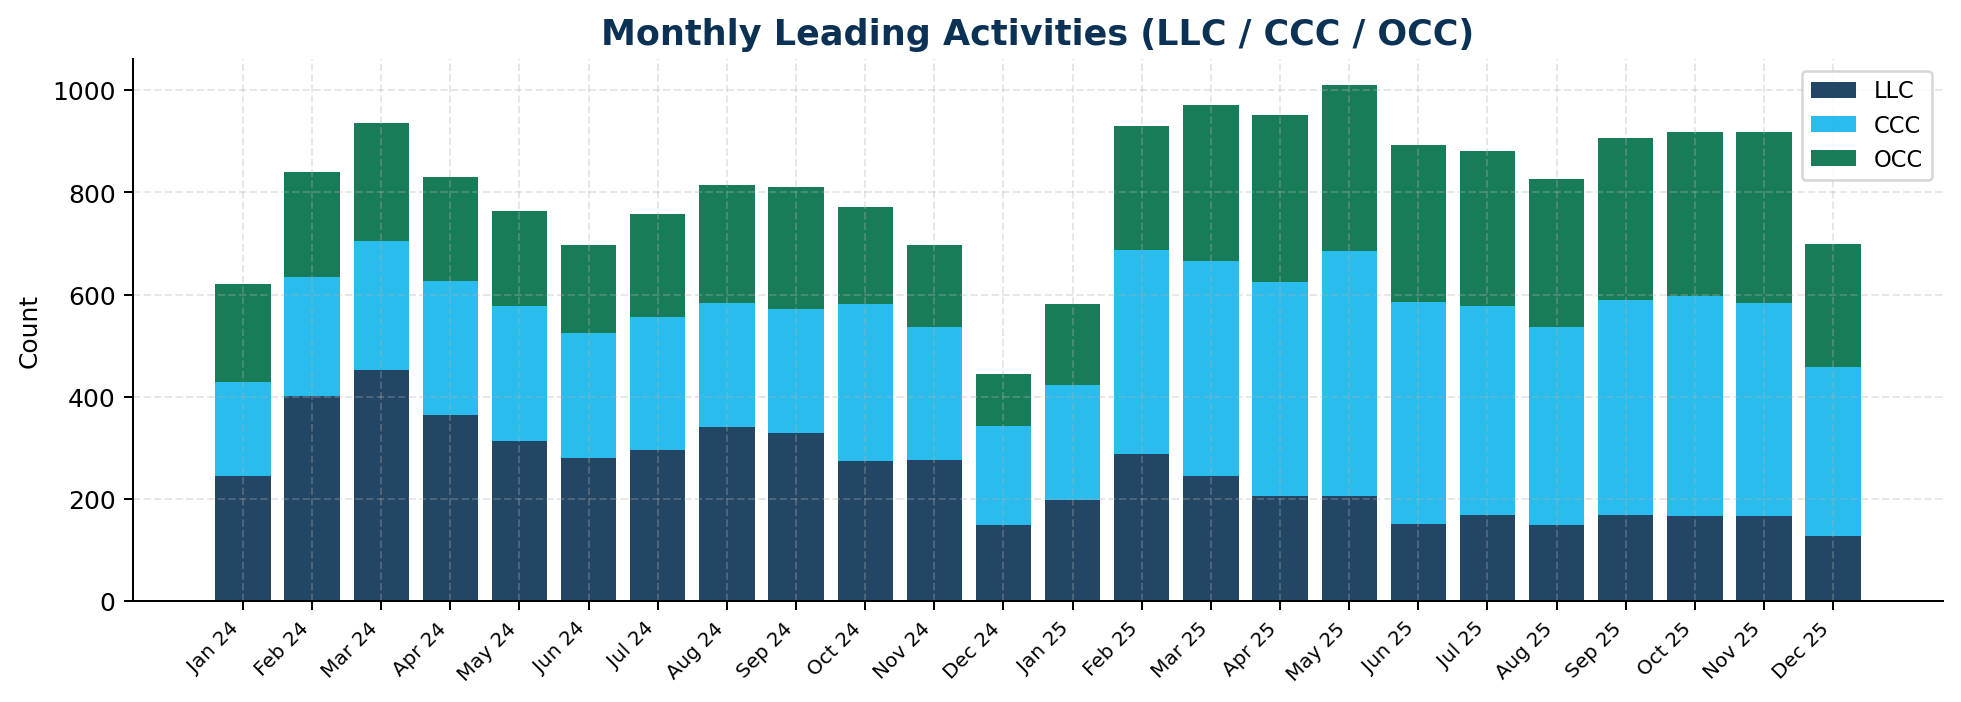 Monthly Leading Activities (LLC / CCC / OCC)
1000
800
600
400
200
0
Count
LLC
CCC
OCC
Jan 24
Feb 24
Mar 24
Apr 24
May 24
Jun 24
Jul 24
Aug 24
Sep 24
Oct 24
Nov 24
Dec 24
Jan 25
Feb 25
Mar 25
Apr 25
May 25
Jun 25
Jul 25
Aug 25
Sep 25
Oct 25
Nov 25
Dec 25